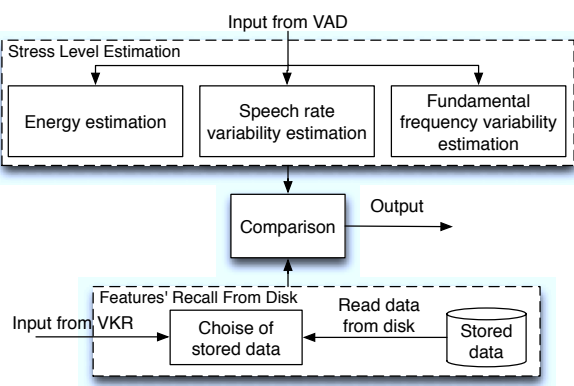 Input from VAD
Stress Level Estimation
Energy estimation
Speech rate
variability estimation
Fundamental
frequency variability
estimation
Comparison
Output
Features' Recall From Disk
Input from VKR
Choise of
stored data
Read data
from disk
Stored
data